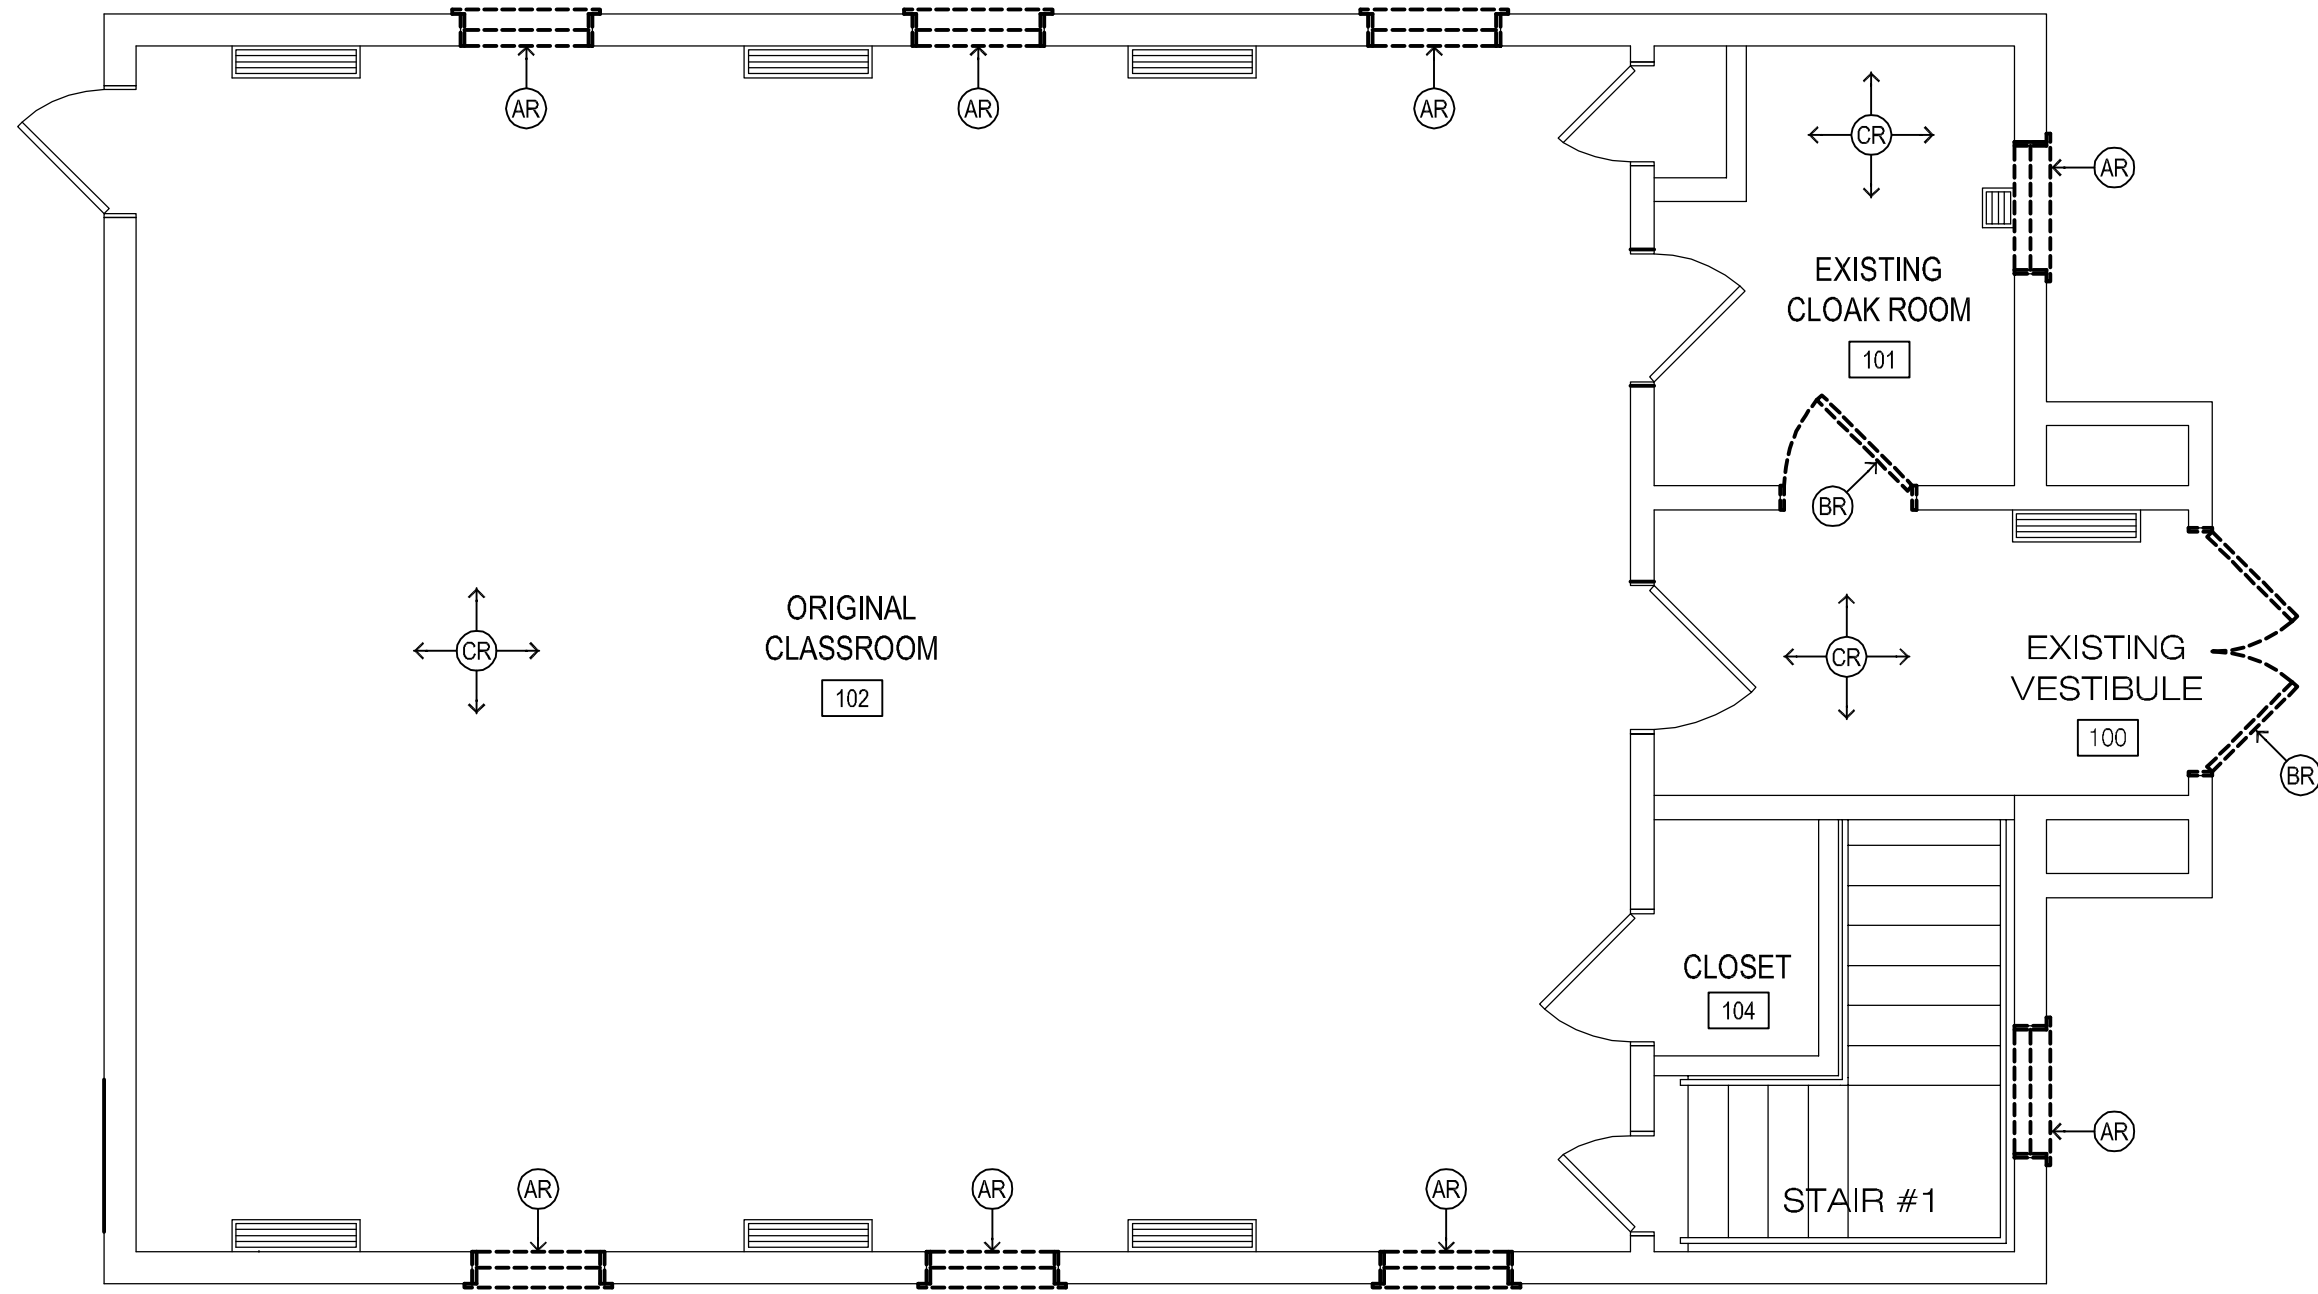 AR
AR
AR
CR
AR
EXISTING
CLOAK ROOM
101
BR
ORIGINAL
CLASSROOM
102
CR
CR
EXISTING
VESTIBULE
100
BR
CLOSET
104
AR
AR
AR
AR
STAIR #1